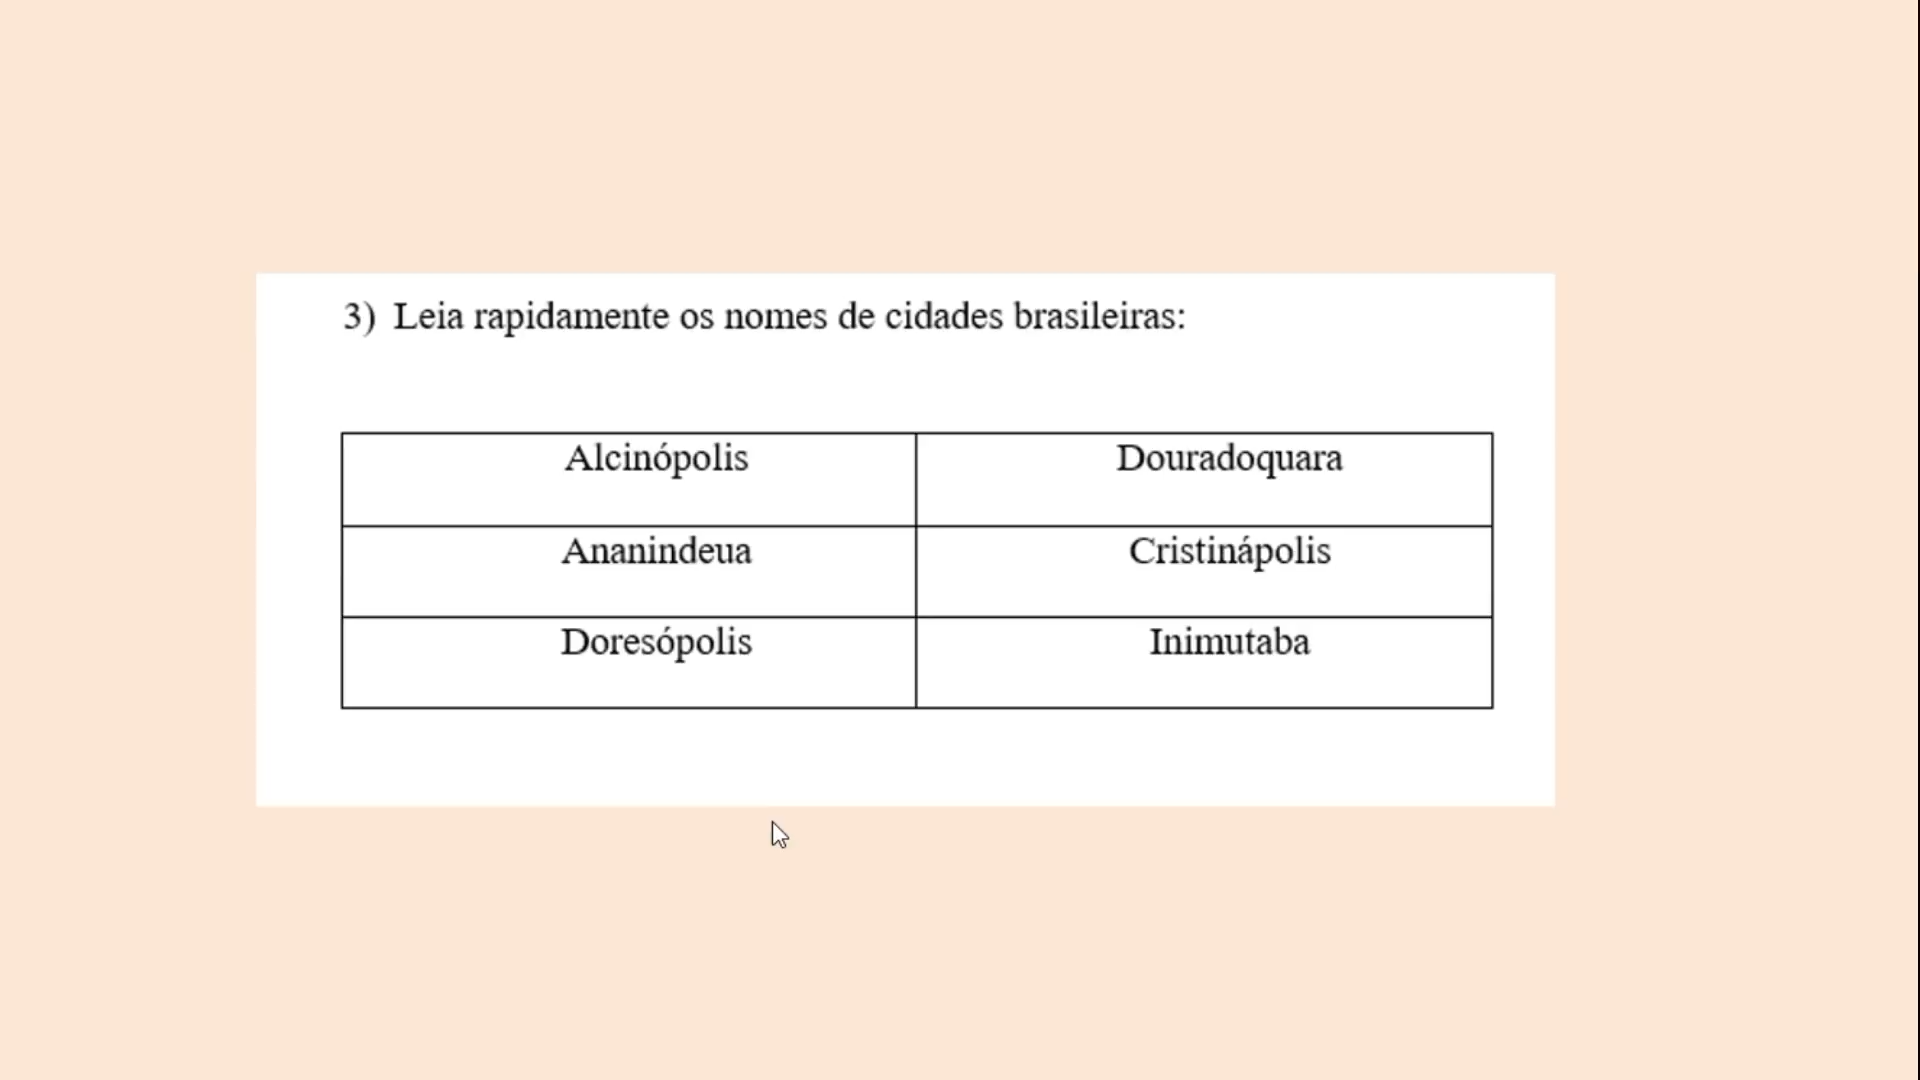 3) Leia rapidamente os nomes de cidades brasileiras:
Alcinópolis Douradoquara
Ananindeua Cristinápolis
Doresópolis Inimutaba